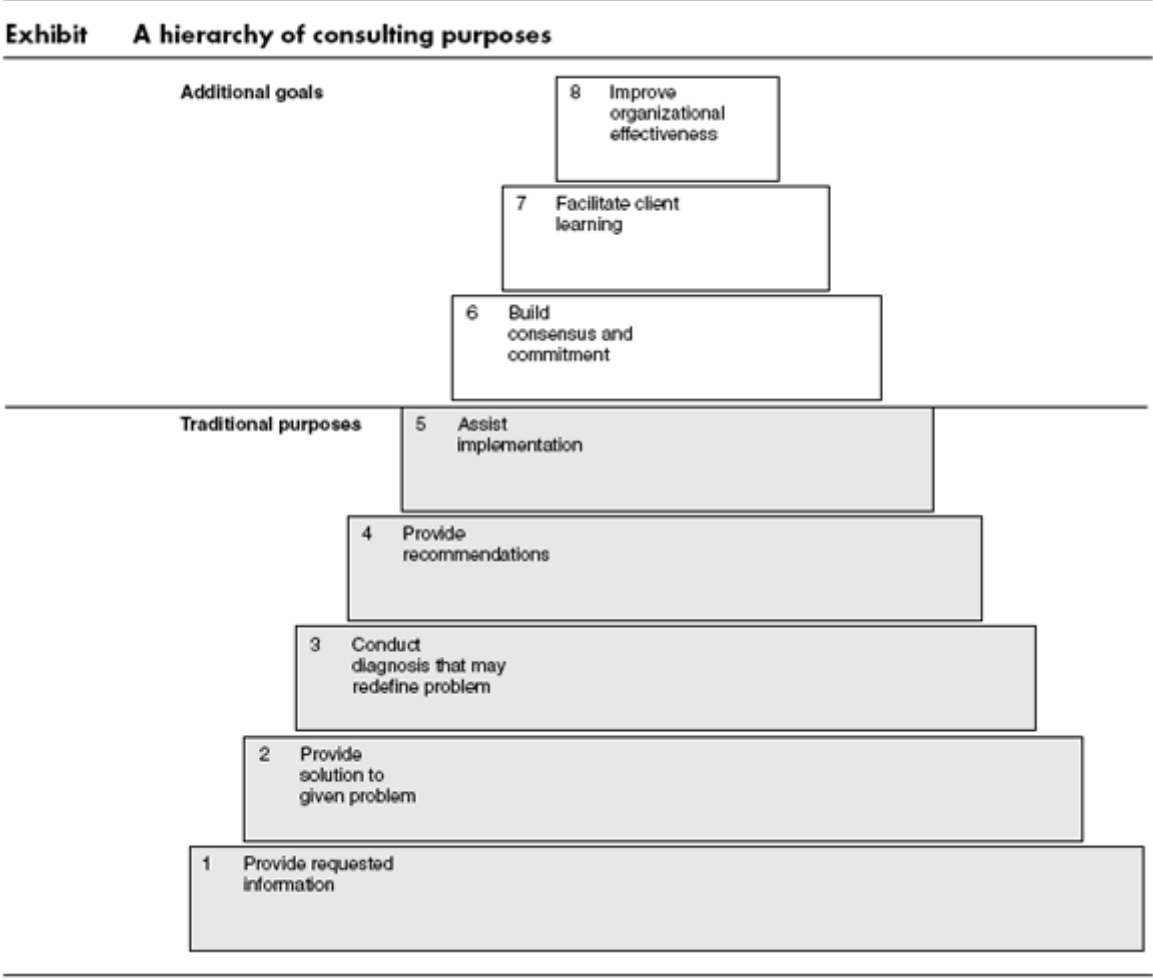 Exhibit A hierarchy of consulting purposes
Additional goals
8 Improve
organizational
effectiveness
7 Facilitate client
learning
6 Build
consensus and
commitment
Traditional purposes
5 Assist
implementation
4 Provide
recommendations
3 Conduct
diagnosis that may
redefine problem
2 Provide
solution to
given problem
1 Provide requested
information